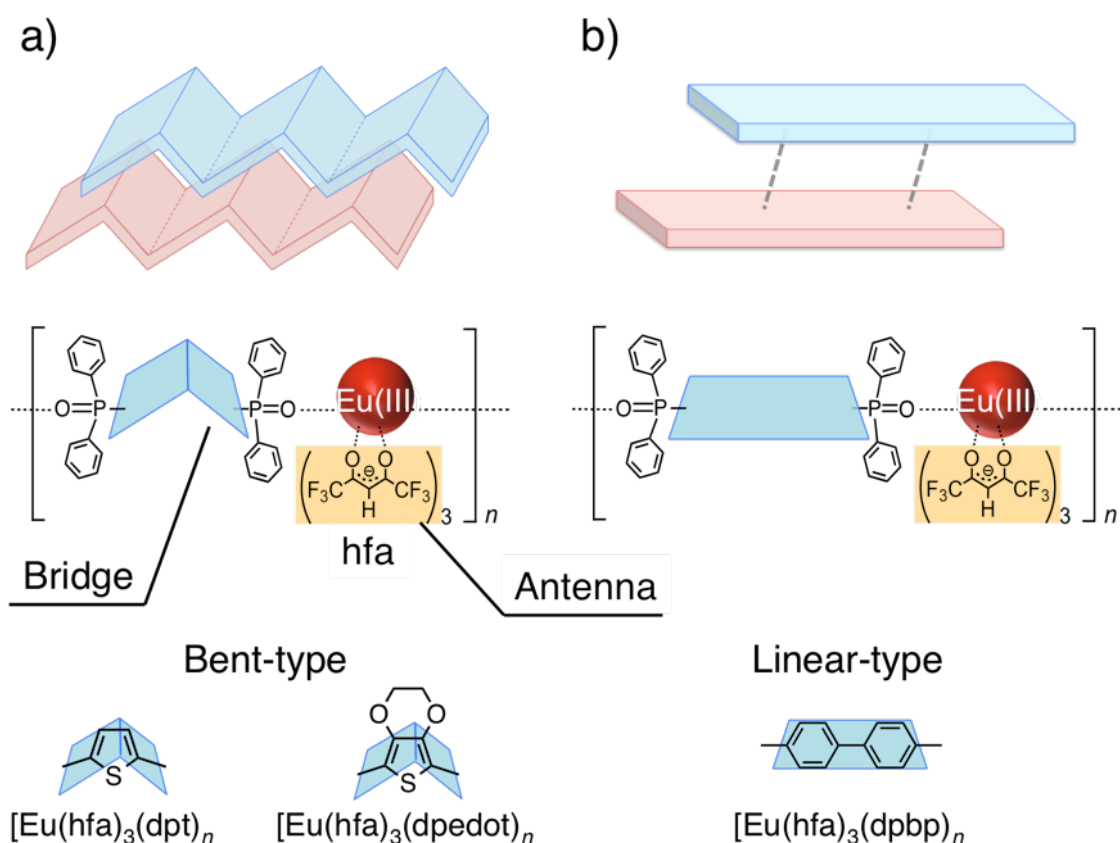 a)
b)
O=P
P=O
Eu(III)
O O
F₃C CF₃
H
3
n
O=P
P=O
Eu(III
O O
F₃C CF₃
H
3
n
hfa
Bridge
Antenna
Bent-type
Linear-type
O O
S
S
[Eu(hfa)₃(dpt)ₙ
[Eu(hfa)₃(dpedot)ₙ
[Eu(hfa)₃(dpbp)ₙ